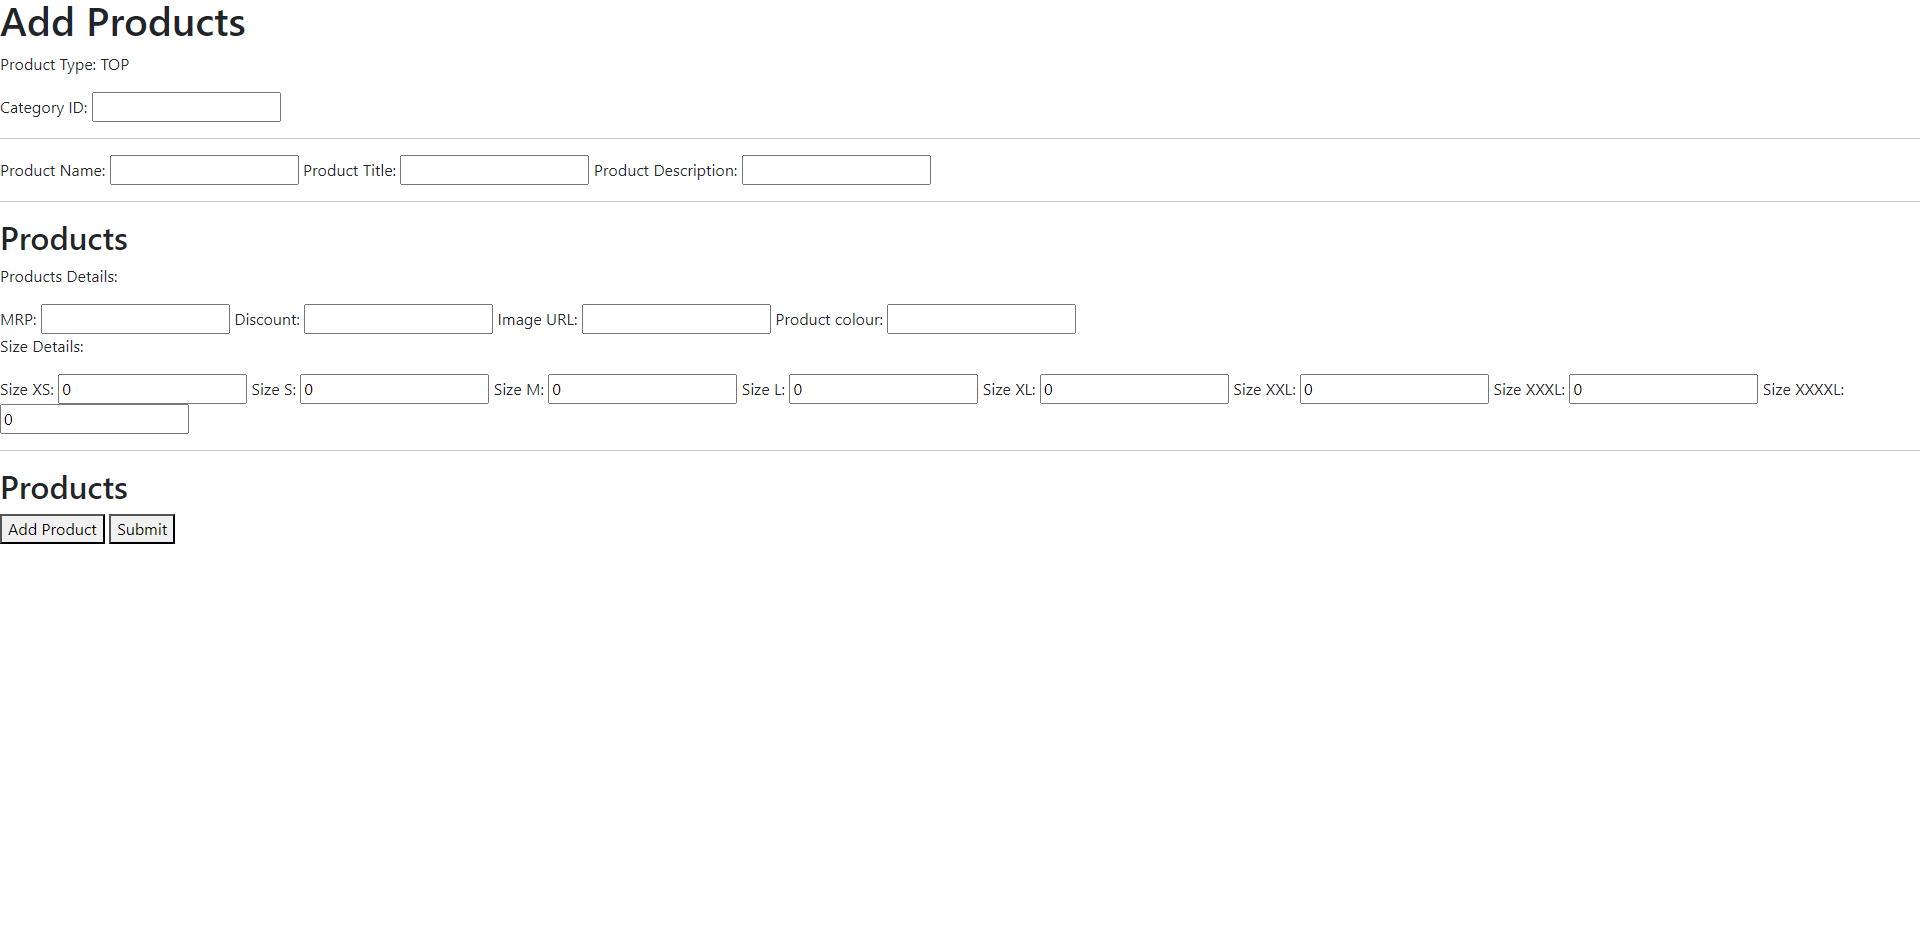 Add Products
Product Type: TOP
Category ID:
Product Name: Product Title: Product Description:
Products
Products Details:
MRP: Discount: Image URL: Product colour:
Size Details:
Size XS: 0 Size S: 0 Size M: 0 Size L: 0 Size XL: 0 Size XXL: 0 Size XXXL: 0 Size XXXXL:
0
Products
Add Product Submit